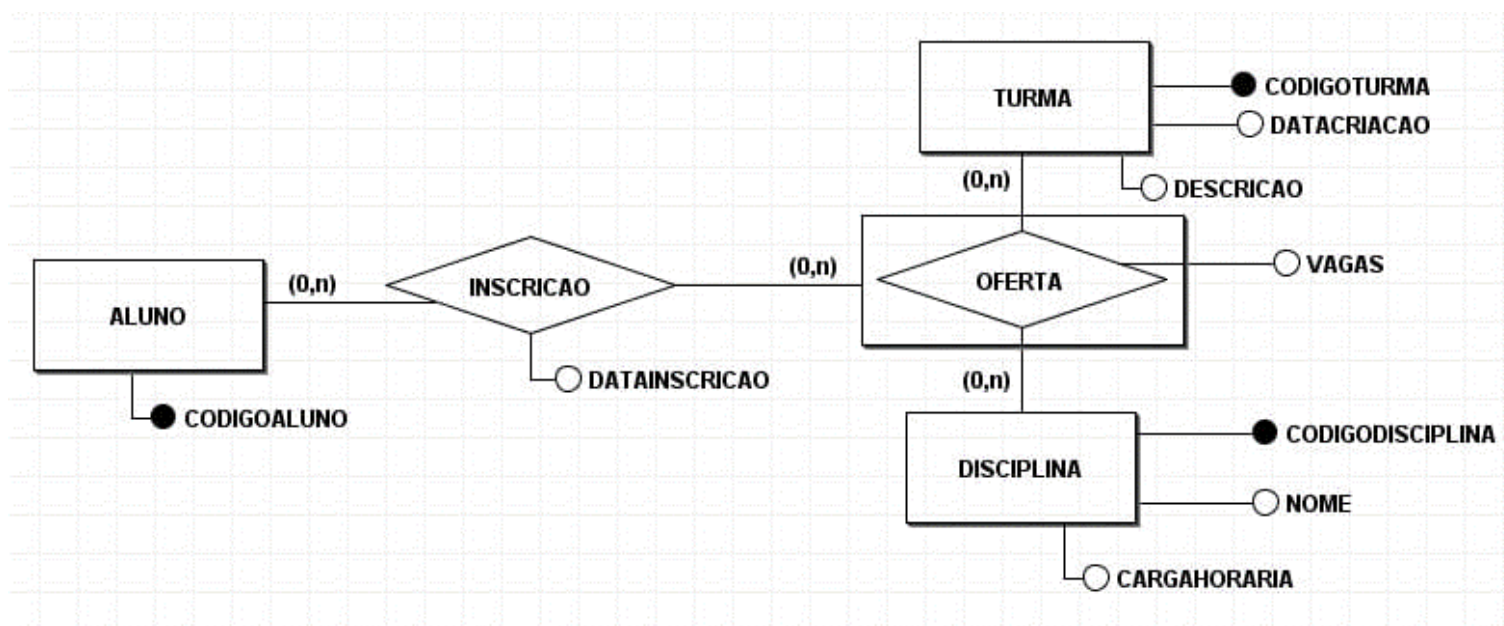 TURMA
CODIGOTURMA
DATACRIACAO
DESCRICAO
(0,n)
OFERTA
VAGAS
(0,n)
INSCRICAO
(0,n)
ALUNO
DATAINSCRICAO
CODIGOALUNO
(0,n)
DISCIPLINA
CODIGODISCIPLINA
NOME
CARGAHORARIA